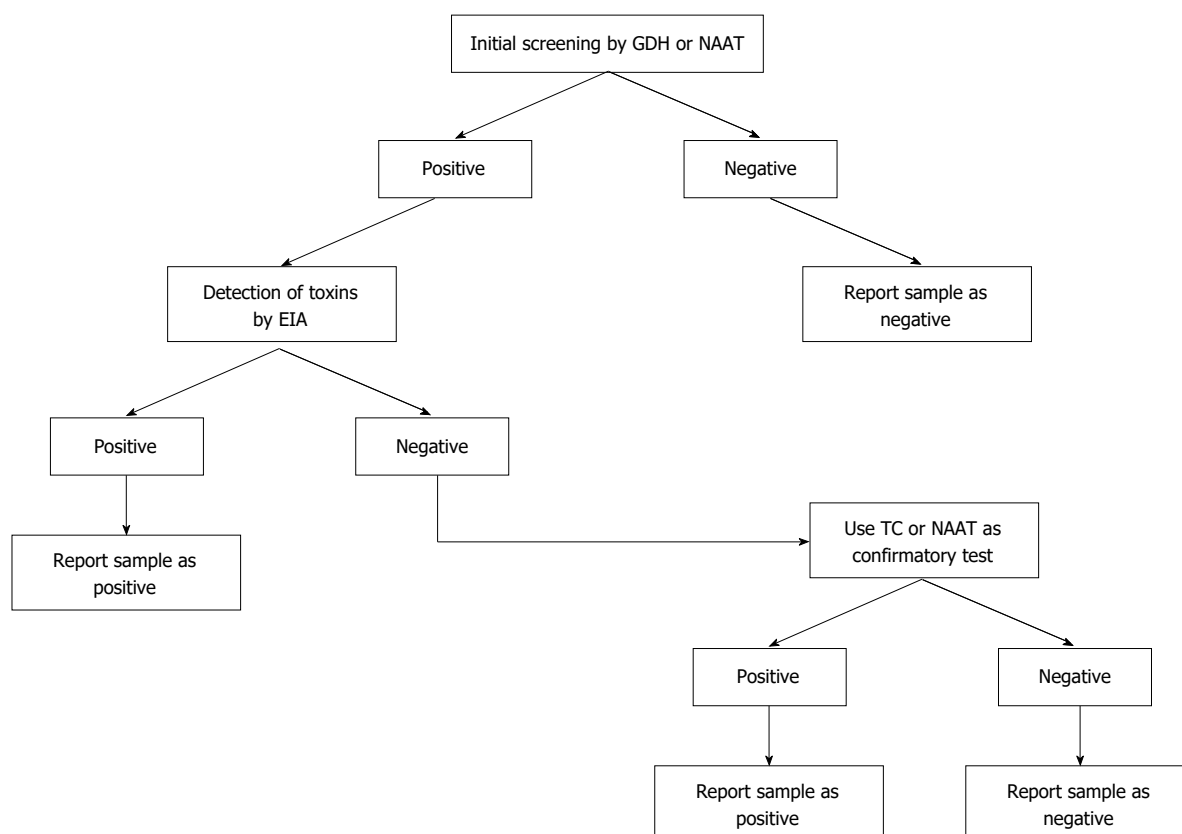 Initial screening by GDH or NAAT
Positive
Negative
Detection of toxins
by EIA
Report sample as
negative
Positive
Negative
Report sample as
positive
Use TC or NAAT as
confirmatory test
Positive
Negative
Report sample as
positive
Report sample as
negative